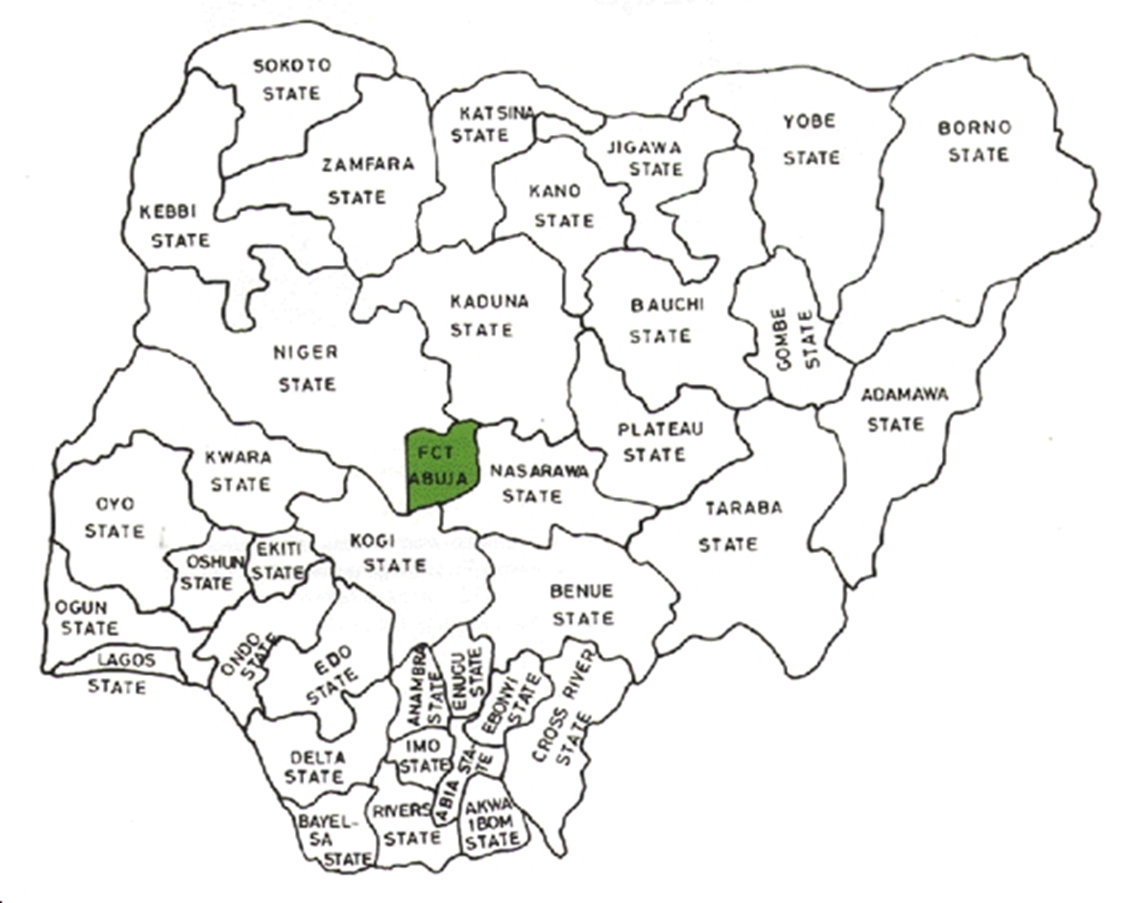 SOKOTO
STATE
KATSINA
STATE
YOBE
STATE
BORNO
STATE
JIGAWA
STATE
ZAMFARA
STATE
KANO
STATE
KEBBI
STATE
KADUNA
STATE
BAUCHI
STATE
GOMBE
STATE
NIGER
STATE
ADAMAWA
STATE
PLATEAU
STATE
FCT
ABUJA
NASARAWA
STATE
KWARA
STATE
OYO
STATE
TARABA
STATE
KOGI
STATE
OSHUN
STATE
EKITI
STATE
BENUE
STATE
OGUN
STATE
LAGOS
STATE
ONDO
STATE
EDO
STATE
ANAMBRA
STATE
ENUGU
STATE
EBONYI
STATE
CROSS RIVER
STATE
DELTA
STATE
IMO
STATE
ABIA STA-
TE
BAYEL-
SA
STATE
RIVERS
STATE
AKWA
IBOM
STATE